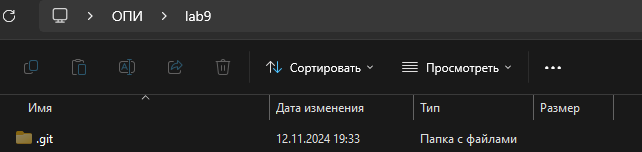 ОПИ > lab9
Сортировать Просмотреть
Имя Дата изменения Тип Размер
.git 12.11.2024 19:33 Папка с файлами